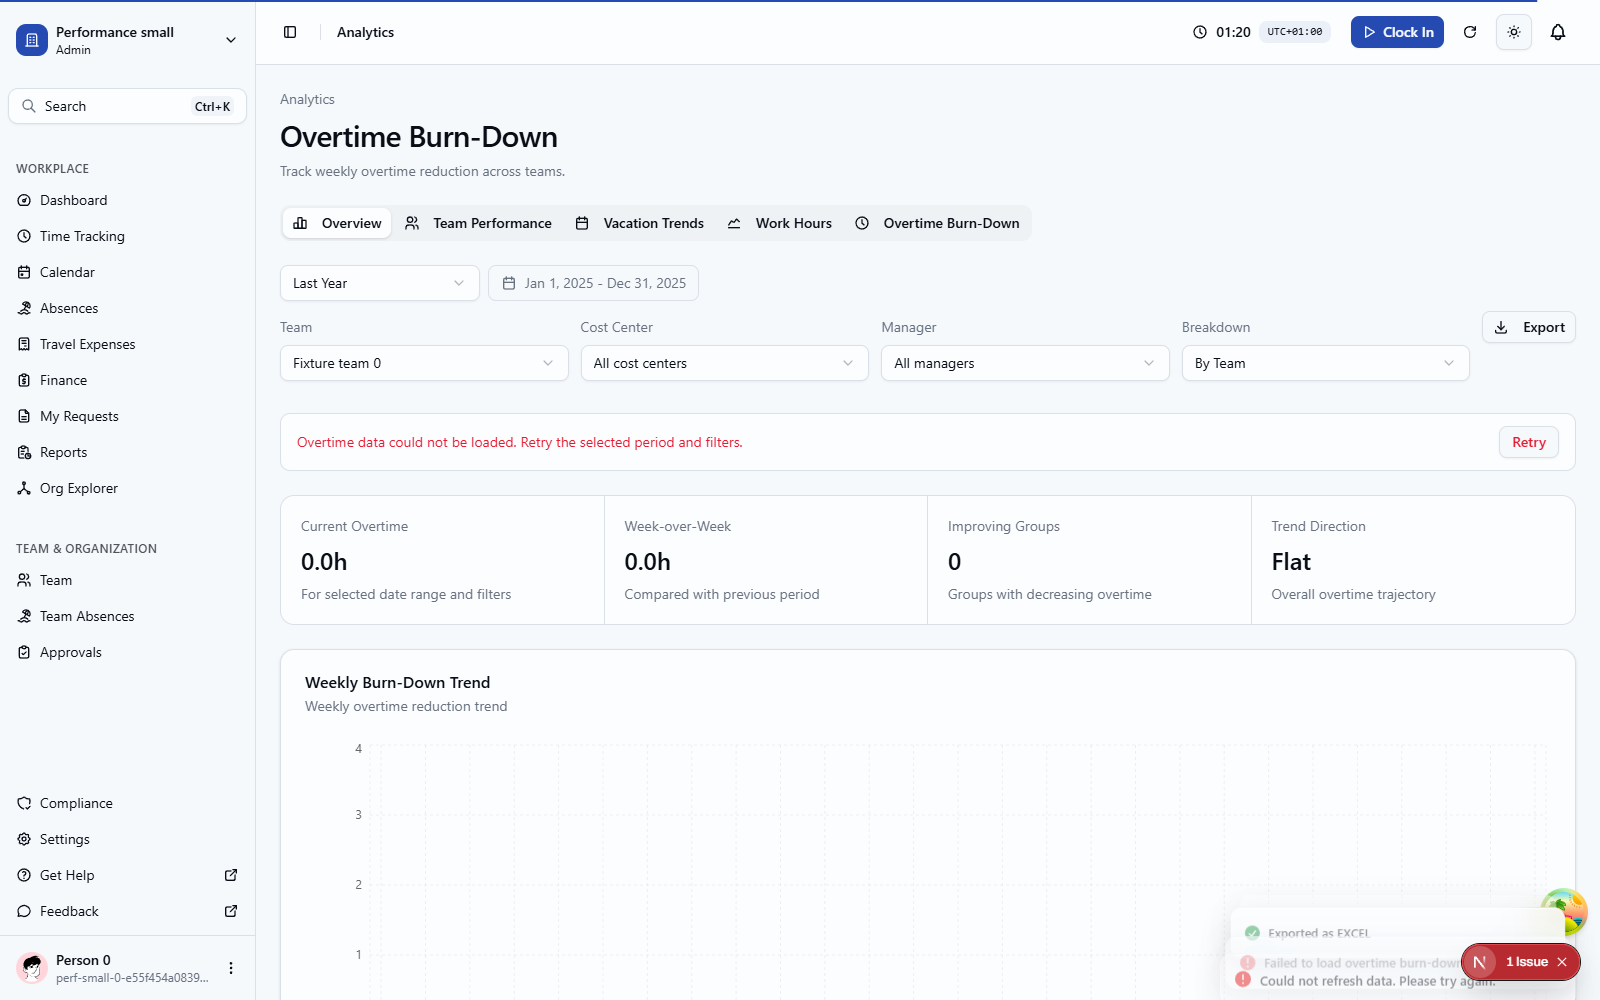 Performance small
Admin
Search
Ctrl+K
WORKPLACE
Dashboard
Time Tracking
Calendar
Absences
Travel Expenses
Finance
My Requests
Reports
Org Explorer
TEAM & ORGANIZATION
Team
Team Absences
Approvals
Compliance
Settings
Get Help
Feedback
Person 0
perf-small-0-e55f454a0839...
Analytics
01:20
UTC+01:00
Clock In
Analytics
Overtime Burn-Down
Track weekly overtime reduction across teams.
Overview
Team Performance
Vacation Trends
Work Hours
Overtime Burn-Down
Last Year
Jan 1, 2025 - Dec 31, 2025
Team
Cost Center
Manager
Breakdown
Export
Fixture team 0
All cost centers
All managers
By Team
Overtime data could not be loaded. Retry the selected period and filters.
Retry
Current Overtime
0.0h
For selected date range and filters
Week-over-Week
0.0h
Compared with previous period
Improving Groups
0
Groups with decreasing overtime
Trend Direction
Flat
Overall overtime trajectory
Weekly Burn-Down Trend
Weekly overtime reduction trend
4
3
2
1
Exported as EXCEL
Failed to load overtime burn-down
Could not refresh data. Please try again.
1 Issue